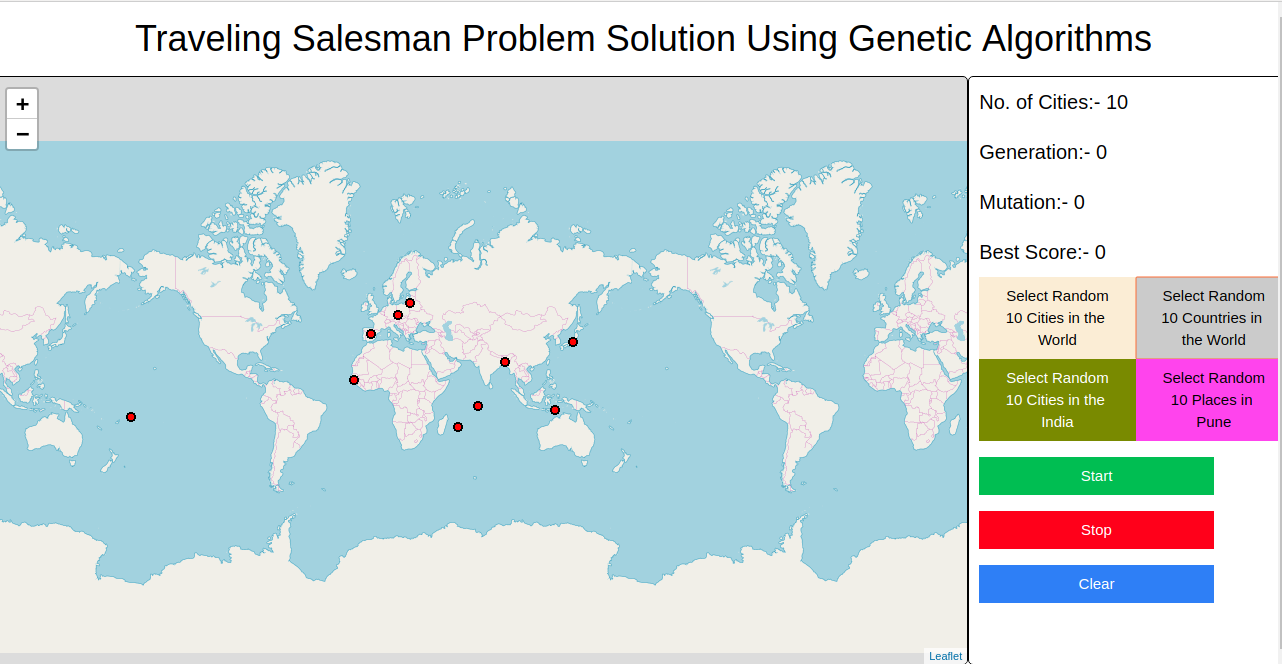 Traveling Salesman Problem Solution Using Genetic Algorithms
+
−
No. of Cities:- 10
Generation:- 0
Mutation:- 0
Best Score:- 0
Select Random
10 Cities in the
World
Select Random
10 Countries in
the World
Select Random
10 Cities in the
India
Select Random
10 Places in
Pune
Start
Stop
Clear
Leaflet